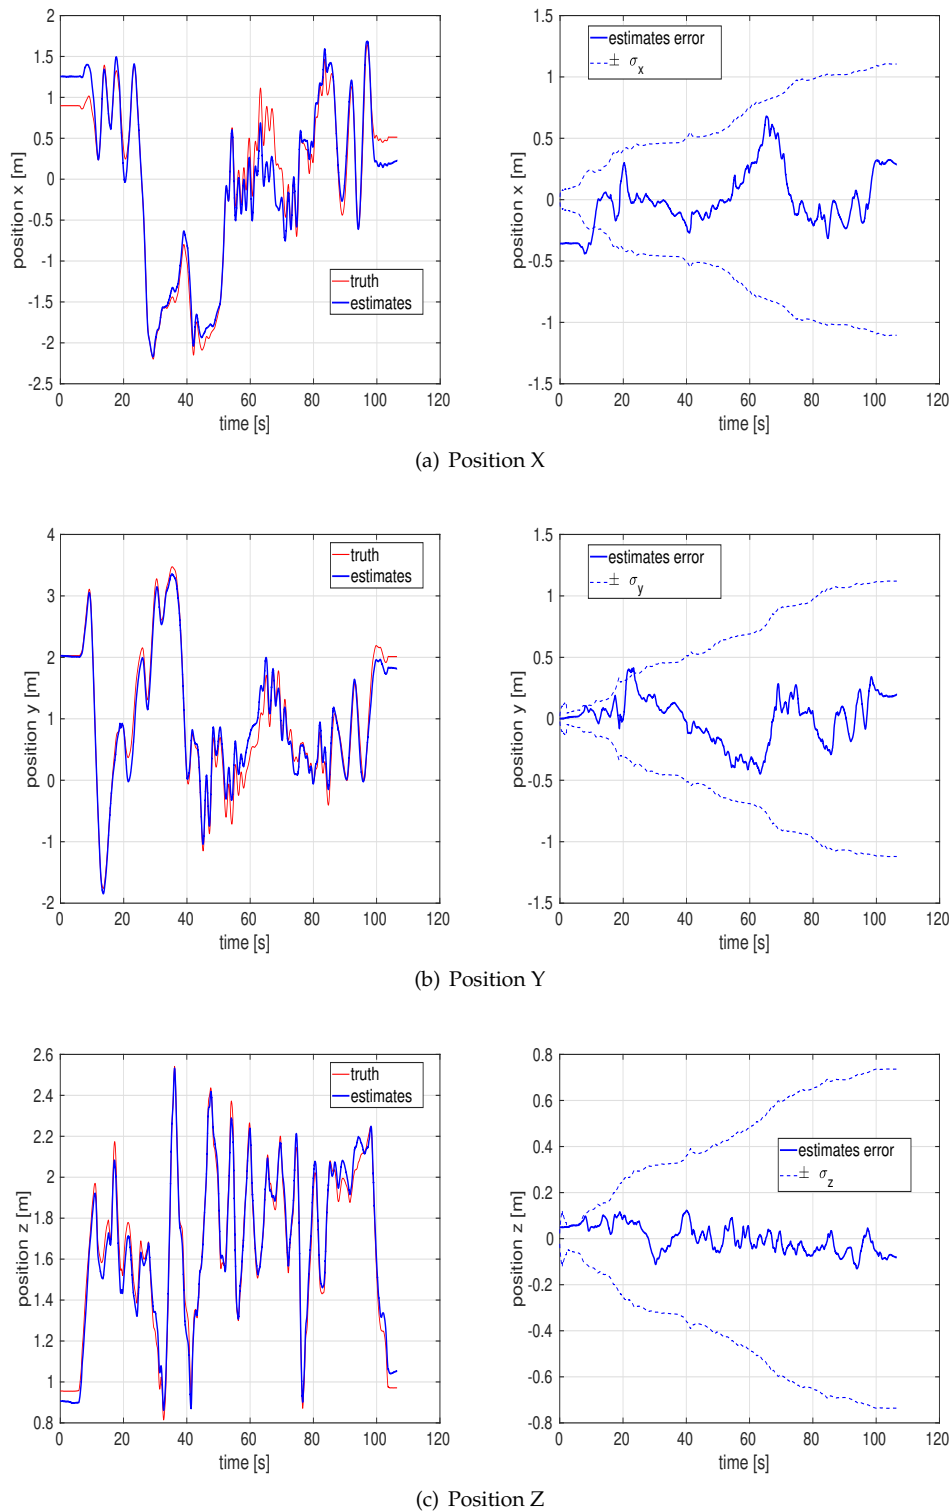 2
1.5
1
0.5
0
-0.5
-1
-1.5
-2
-2.5
position x [m]
truth
estimates
0 20 40 60 80 100 120
time [s]
1.5
1
0.5
0
-0.5
-1
-1.5
position x [m]
estimates error
± σx
0 20 40 60 80 100 120
time [s]
(a) Position X
4
3
2
1
0
-1
-2
position y [m]
truth
estimates
0 20 40 60 80 100 120
time [s]
1.5
1
0.5
0
-0.5
-1
-1.5
position y [m]
estimates error
± σy
0 20 40 60 80 100 120
time [s]
(b) Position Y
2.6
2.4
2.2
2
1.8
1.6
1.4
1.2
1
0.8
position z [m]
truth
estimates
0 20 40 60 80 100 120
time [s]
0.8
0.6
0.4
0.2
0
-0.2
-0.4
-0.6
-0.8
position z [m]
estimates error
± σz
0 20 40 60 80 100 120
time [s]
(c) Position Z